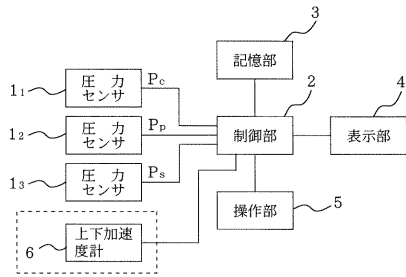 3
記憶部
1₁
圧 力
センサ
Pc
2
4
1₂
圧 力
センサ
Pp
制御部
表示部
1₃
圧 力
センサ
Ps
操作部
5
6
上下加速
度計